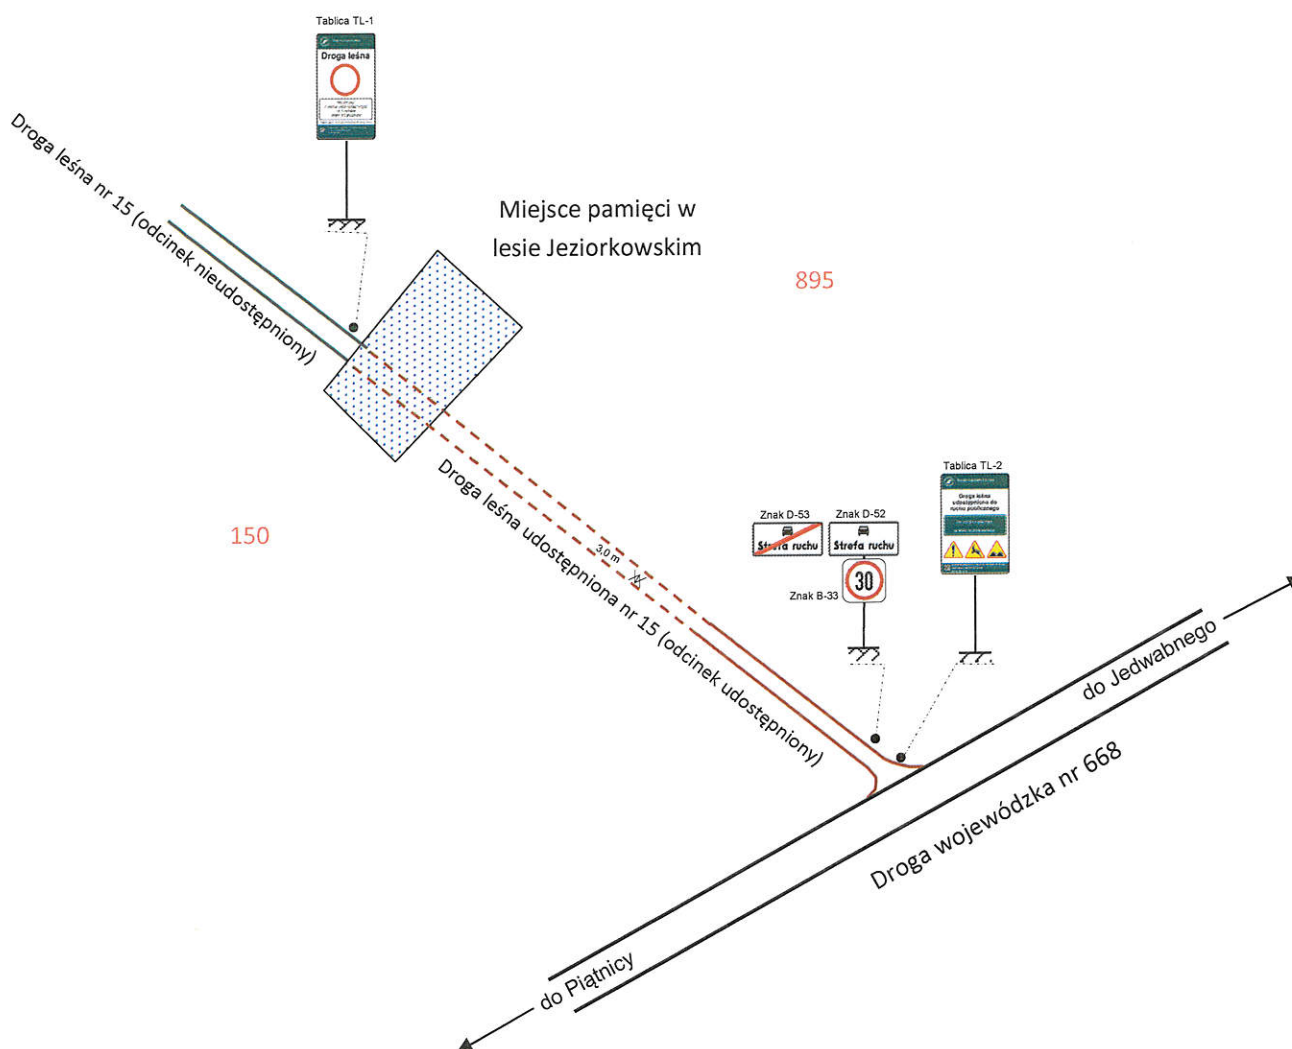 Tablica TL-1
Droga leśna
Droga leśna nr 15 (odcinek nieudostępniony)
Miejsce pamięci w
lesie Jeziorkowskim
895
150
Droga leśna udostępniona nr 15 (odcinek udostępniony)
3,0 m
Tablica TL-2
Droga leśna
udostępniona do
ruchu publicznego
Znak D-53
Znak D-52
Strefa ruchu
Strefa ruchu
Znak B-33
30
do Jedwabnego
Droga wojewódzka nr 668
do Piątnicy